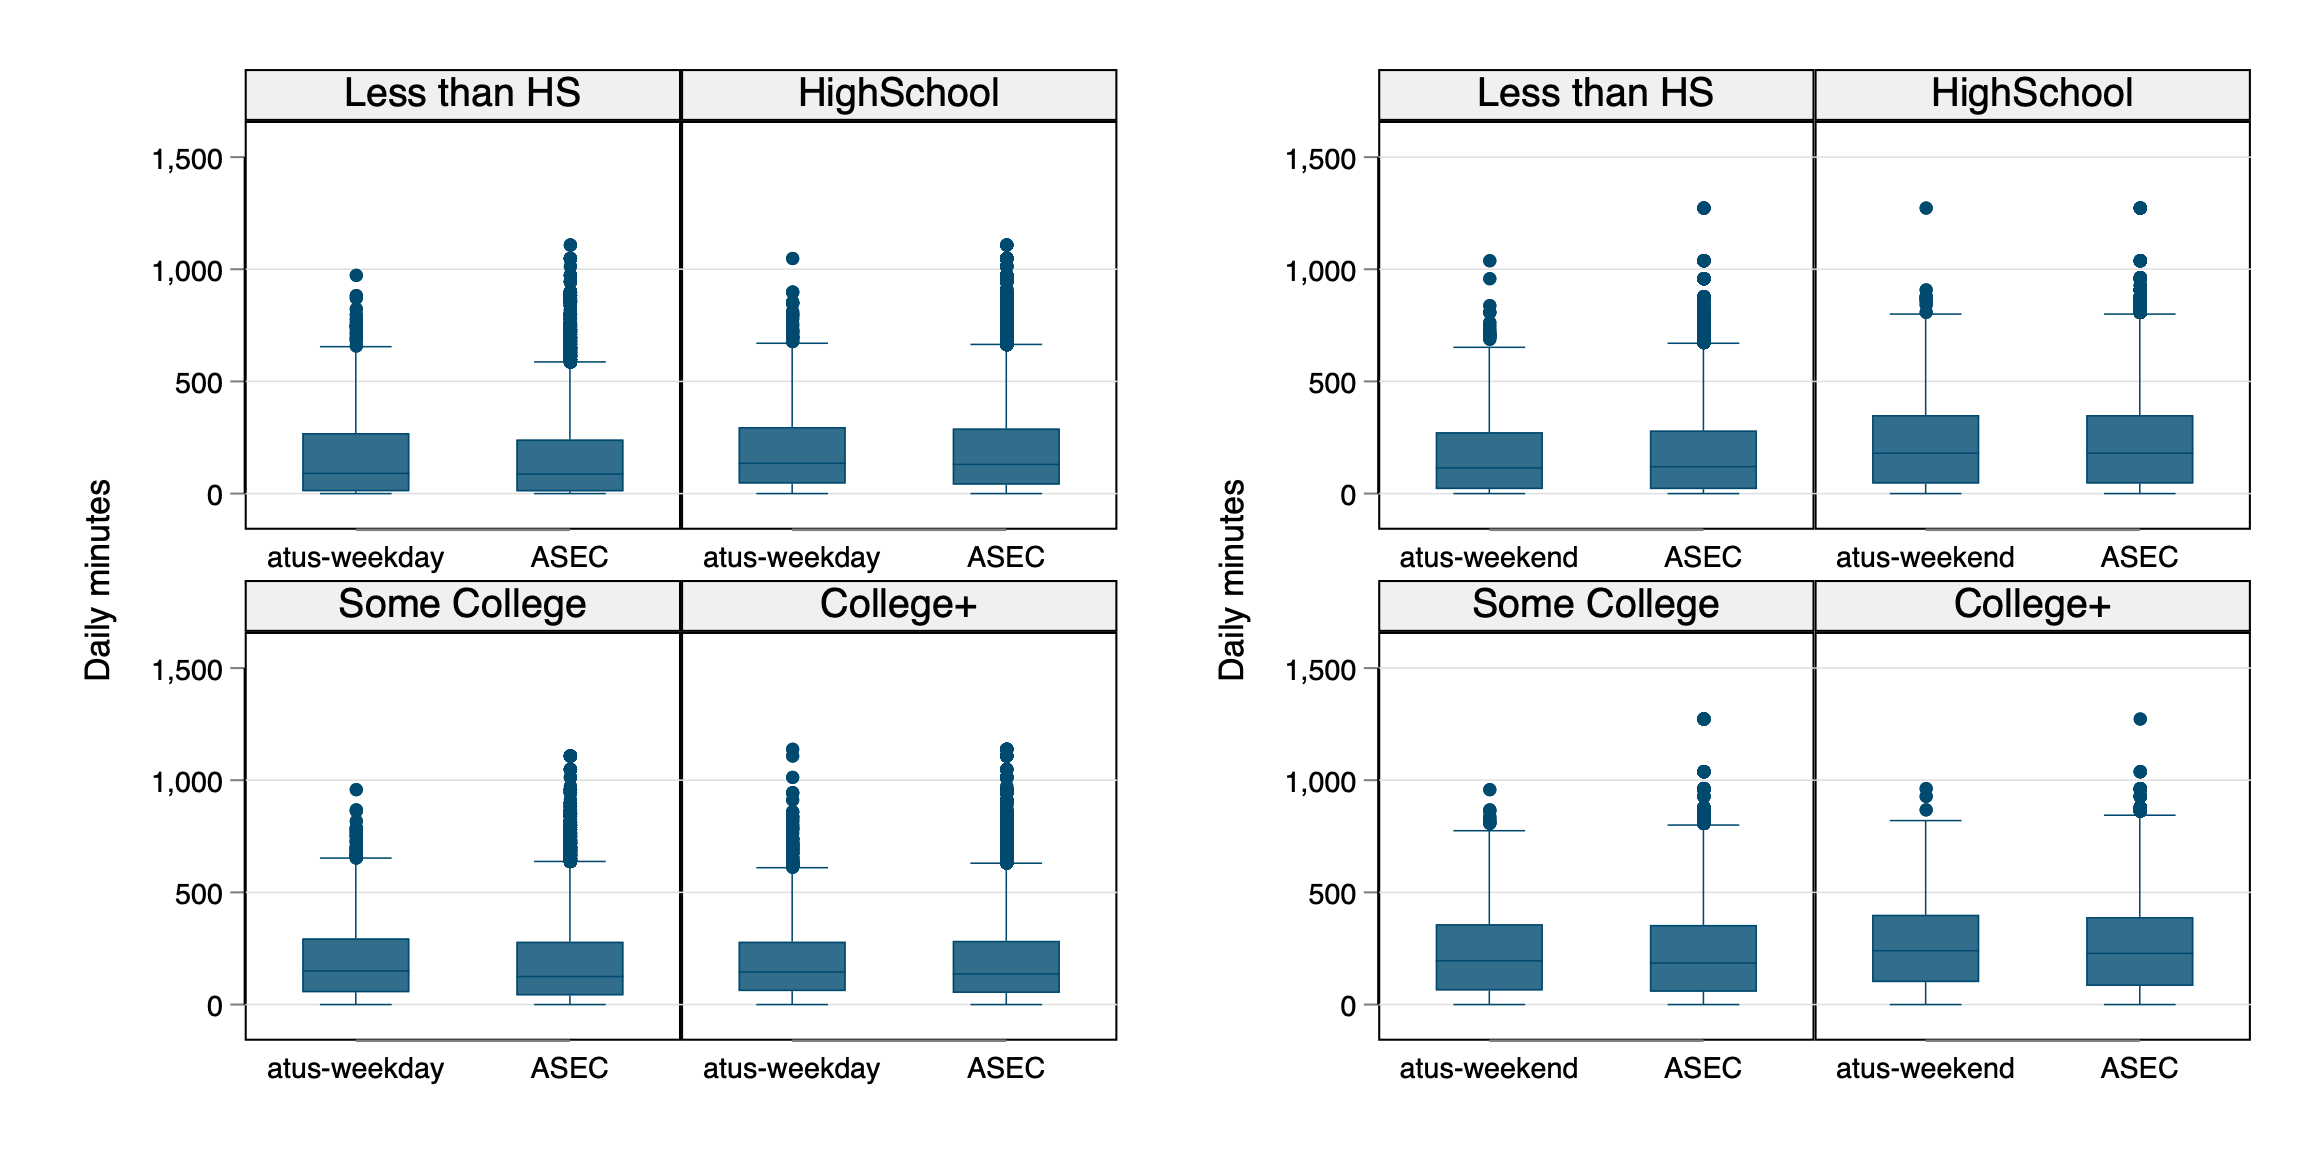 Daily minutes
Less than HS
HighSchool
1,500
1,000
500
0
atus-weekday
ASEC
atus-weekday
ASEC
Some College
College+
1,500
1,000
500
0
atus-weekday
ASEC
atus-weekday
ASEC
Daily minutes
Less than HS
HighSchool
1,500
1,000
500
0
atus-weekend
ASEC
atus-weekend
ASEC
Some College
College+
1,500
1,000
500
0
atus-weekend
ASEC
atus-weekend
ASEC